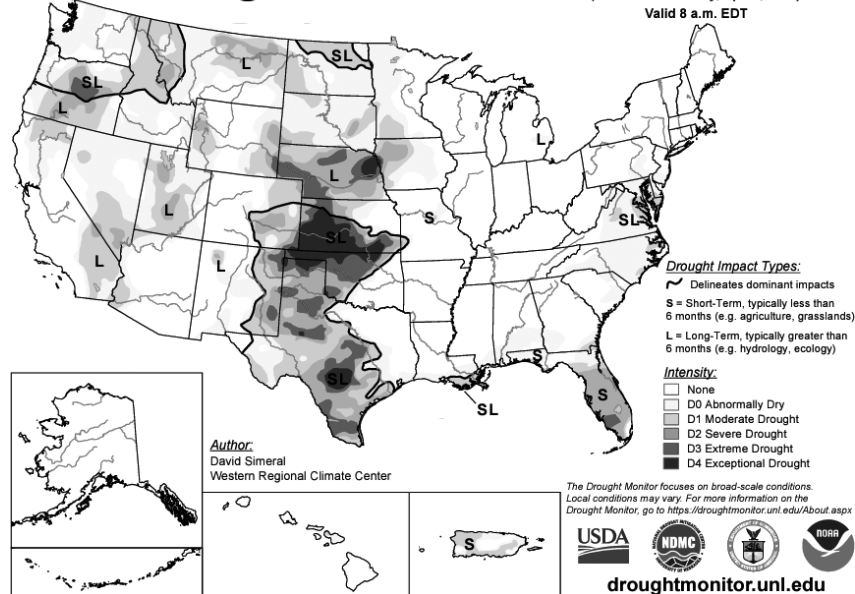 Valid 8 a.m. EDT
SL
SL
L
L
L
L
L
L
SL
S
L
SL
SL
SL
S
S
S
Drought Impact Types:
Delineates dominant impacts
S = Short-Term, typically less than
6 months (e.g. agriculture, grasslands)
L = Long-Term, typically greater than
6 months (e.g. hydrology, ecology)
Intensity:
None
D0 Abnormally Dry
D1 Moderate Drought
D2 Severe Drought
D3 Extreme Drought
D4 Exceptional Drought
Author:
David Simeral
Western Regional Climate Center
The Drought Monitor focuses on broad-scale conditions.
Local conditions may vary. For more information on the
Drought Monitor, go to https://droughtmonitor.unl.edu/About.aspx
USDA
NDMC
NOAA
droughtmonitor.unl.edu